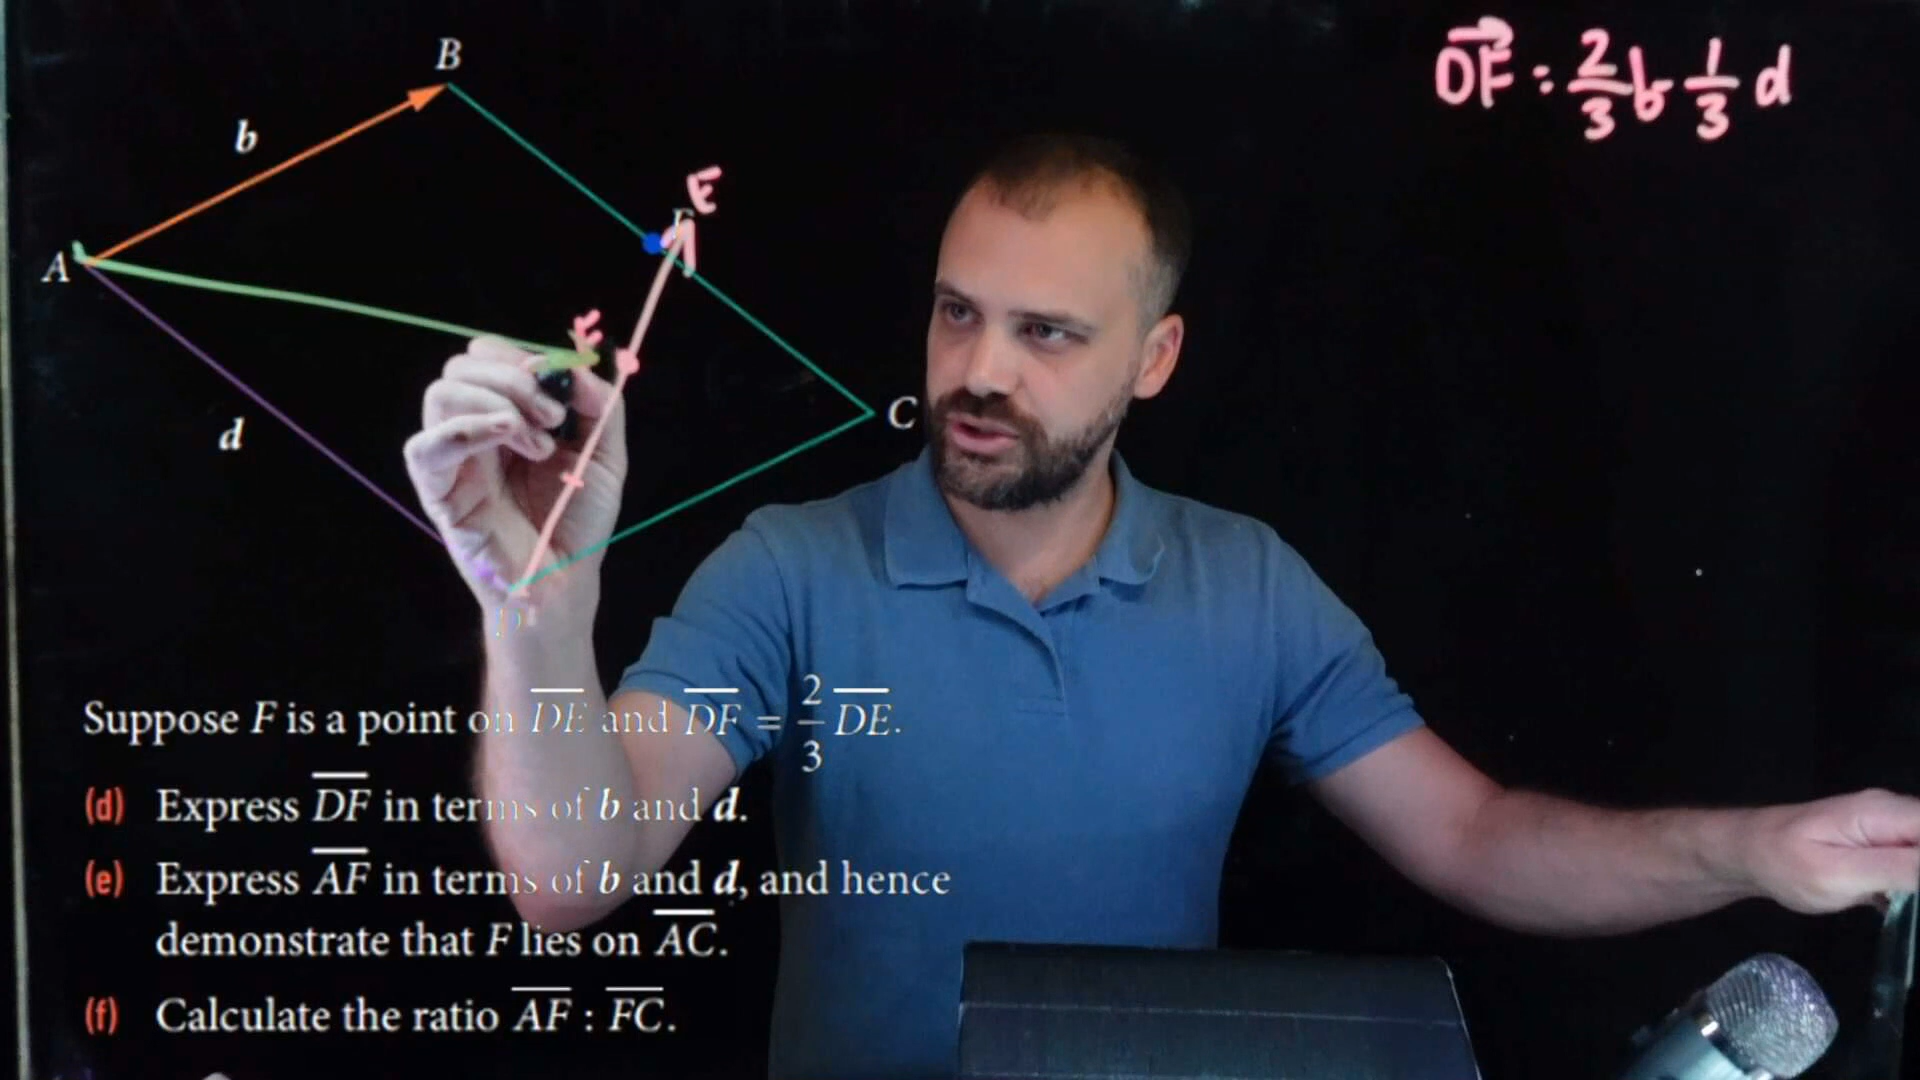 B
DF : 2/3 b 1/3 d
b
E
E
A
F
C
d
D
Suppose F is a point on DE and DF = 2/3 DE.
(d) Express DF in terms of b and d.
(e) Express AF in terms of b and d, and hence
demonstrate that F lies on AC.
(f) Calculate the ratio AF : FC.